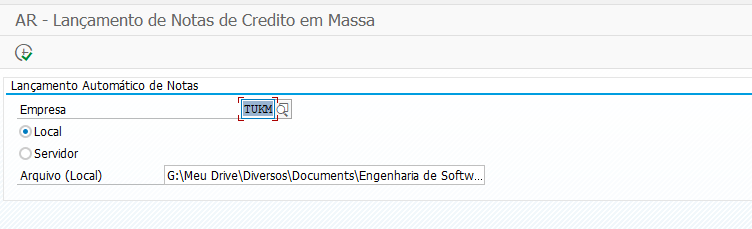 AR - Lançamento de Notas de Credito em Massa
Lançamento Automático de Notas
Empresa TUKM
Local
Servidor
Arquivo (Local) G:\Meu Drive\Diversos\Documents\Engenharia de Softw...